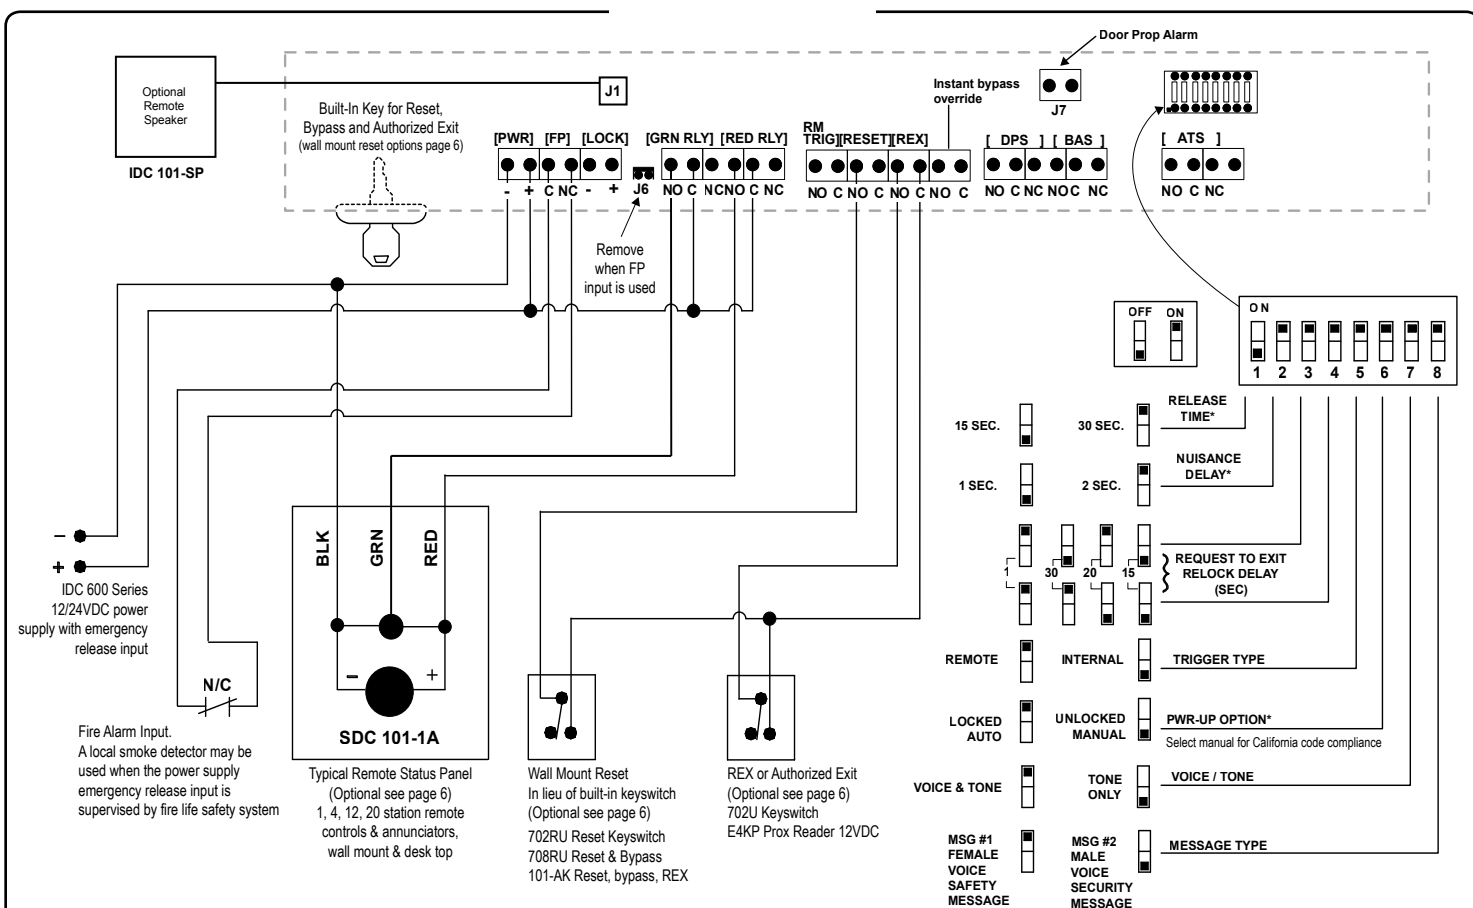 Door Prop Alarm
Optional
Remote
Speaker
IDC 101-SP
J1
Built-In Key for Reset,
Bypass and Authorized Exit
(wall mount reset options page 6)
Instant bypass
override
J7
[PWR] [FP] [LOCK]
- + C NC - +
J6
Remove
when FP
input is used
[GRN RLY] [RED RLY]
NO C NC NO C NC
RM
TRIG][RESET][REX]
NO C NO C NO C NO C
[ DPS ] [ BAS ]
NO C NC NO C NC
[ ATS ]
NO C NC
OFF ON
ON
1 2 3 4 5 6 7 8
15 SEC.
30 SEC.
RELEASE
TIME*
1 SEC.
2 SEC.
NUISANCE
DELAY*
1 30 20 15
REQUEST TO EXIT
RELOCK DELAY
(SEC)
REMOTE
INTERNAL
TRIGGER TYPE
LOCKED
AUTO
UNLOCKED
MANUAL
PWR-UP OPTION*
Select manual for California code compliance
VOICE & TONE
TONE
ONLY
VOICE / TONE
MSG #1
FEMALE
VOICE
SAFETY
MESSAGE
MSG #2
MALE
VOICE
SECURITY
MESSAGE
MESSAGE TYPE
-
+
IDC 600 Series
12/24VDC power
supply with emergency
release input
N/C
Fire Alarm Input.
A local smoke detector may be
used when the power supply
emergency release input is
supervised by fire life safety system
BLK
GRN
RED
- +
SDC 101-1A
Typical Remote Status Panel
(Optional see page 6)
1, 4, 12, 20 station remote
controls & annunciators,
wall mount & desk top
Wall Mount Reset
In lieu of built-in keyswitch
(Optional see page 6)
702RU Reset Keyswitch
708RU Reset & Bypass
101-AK Reset, bypass, REX
REX or Authorized Exit
(Optional see page 6)
702U Keyswitch
E4KP Prox Reader 12VDC